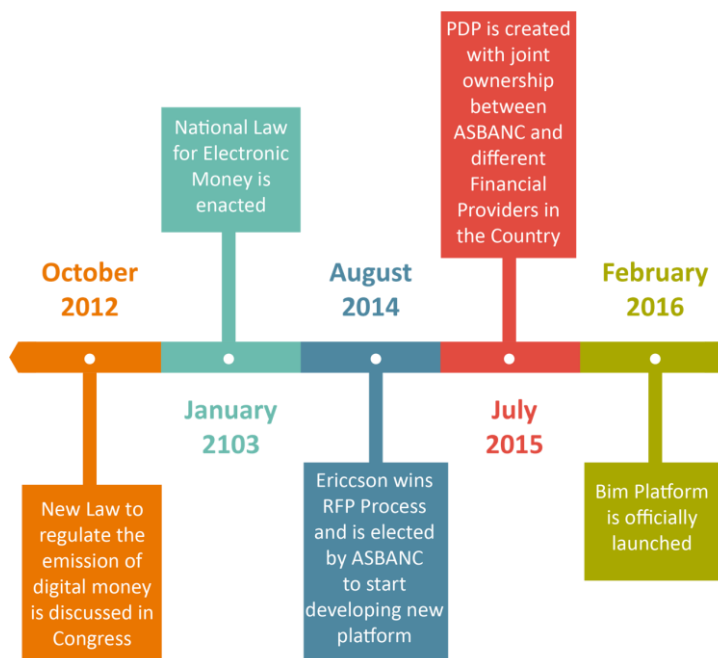 October
2012
New Law to
regulate the
emission of
digital money
is discussed in
Congress
National Law
for Electronic
Money is
enacted
January
2103
August
2014
Ericcson wins
RFP Process
and is elected
by ASBANC
to start
developing new
platform
PDP is created
with joint
ownership
between
ASBANC and
different
Financial
Providers in
the Country
July
2015
February
2016
Bim Platform
is officially
launched